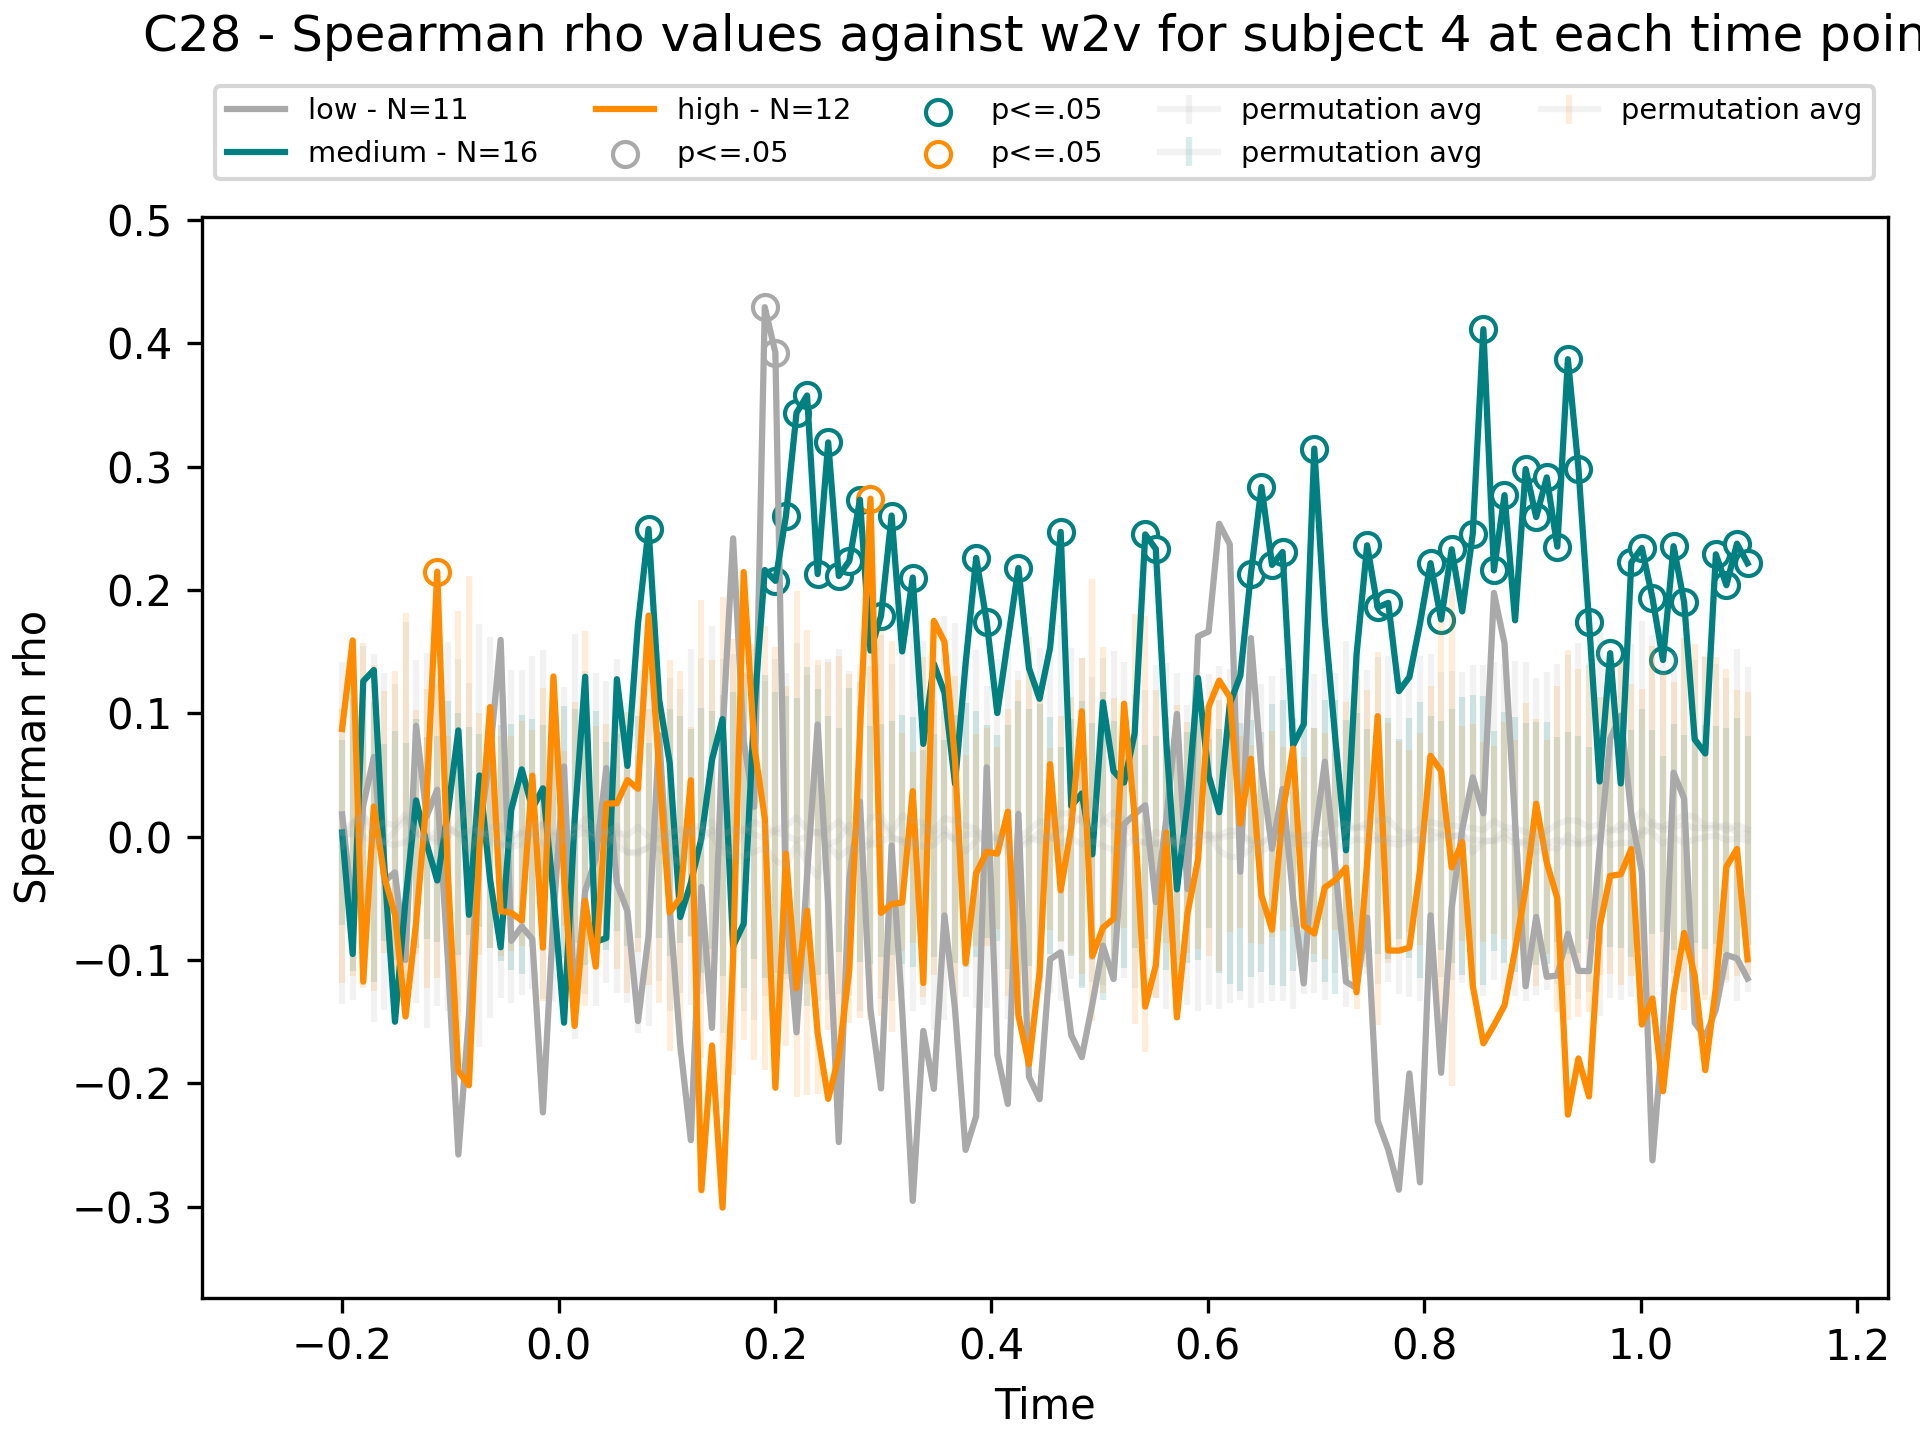 C28 - Spearman rho values against w2v for subject 4 at each time poin
low - N=11 high - N=12 p<=.05 permutation avg permutation avg
medium - N=16 p<=.05 p<=.05 permutation avg
0.5
0.4
0.3
0.2
0.1
0.0
−0.1
−0.2
−0.3
Spearman rho
−0.2 0.0 0.2 0.4 0.6 0.8 1.0 1.2
Time